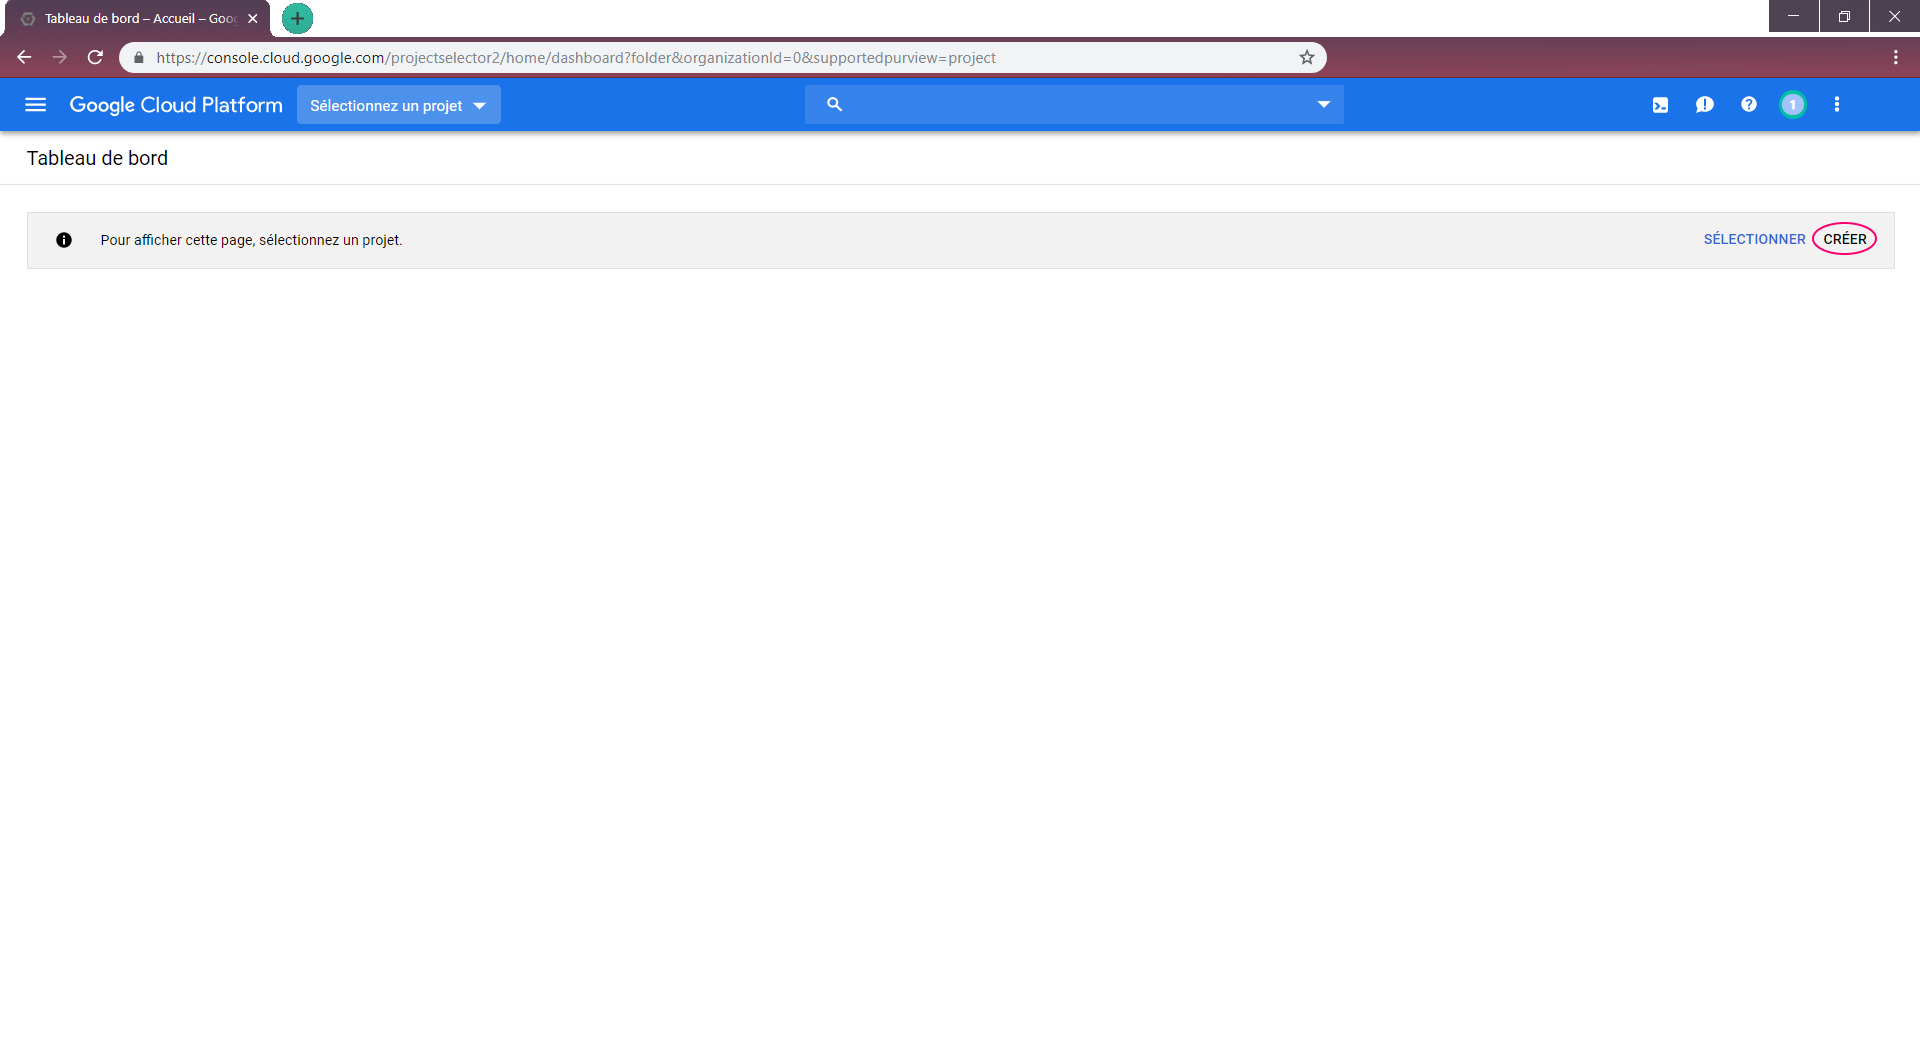 Tableau de bord – Accueil – Goo
https://console.cloud.google.com/projectselector2/home/dashboard?folder&organizationId=0&supportedpurview=project
Google Cloud Platform Sélectionnez un projet 1
Tableau de bord
Pour afficher cette page, sélectionnez un projet. SÉLECTIONNER CRÉER